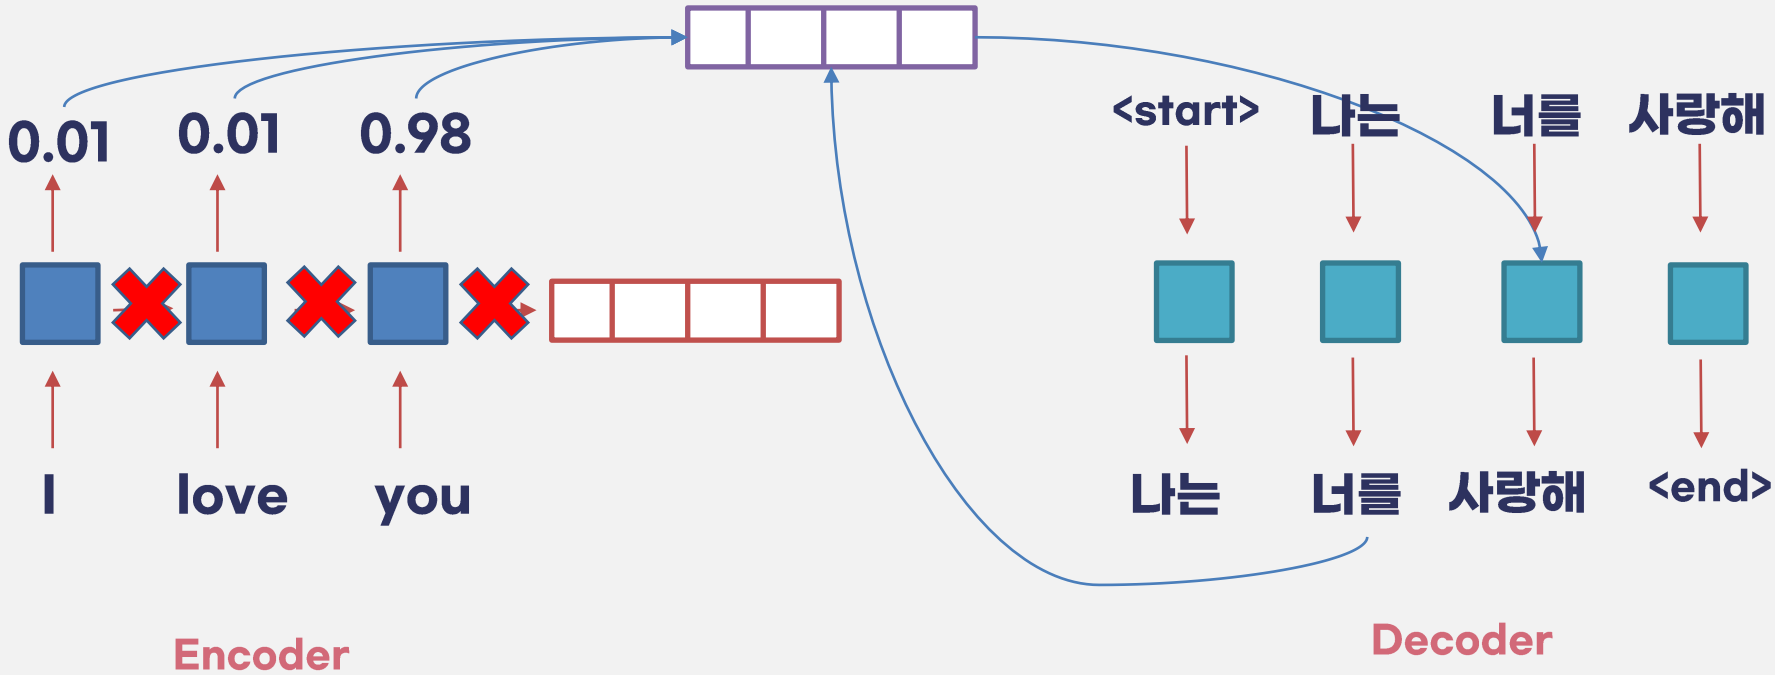 <start> 나는 너를 사랑해
0.01 0.01 0.98
I love you
나는 너를 사랑해 <end>
Encoder
Decoder